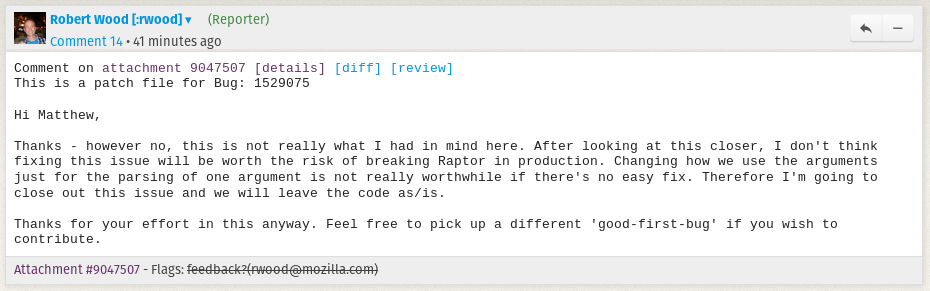 Robert Wood [:rwood] ▾ (Reporter)
Comment 14 • 41 minutes ago
Comment on attachment 9047507 [details] [diff] [review]
This is a patch file for Bug: 1529075
Hi Matthew,
Thanks - however no, this is not really what I had in mind here. After looking at this closer, I don't think
fixing this issue will be worth the risk of breaking Raptor in production. Changing how we use the arguments
just for the parsing of one argument is not really worthwhile if there's no easy fix. Therefore I'm going to
close out this issue and we will leave the code as/is.
Thanks for your effort in this anyway. Feel free to pick up a different 'good-first-bug' if you wish to
contribute.
Attachment #9047507 - Flags: feedback?(rwood@mozilla.com)